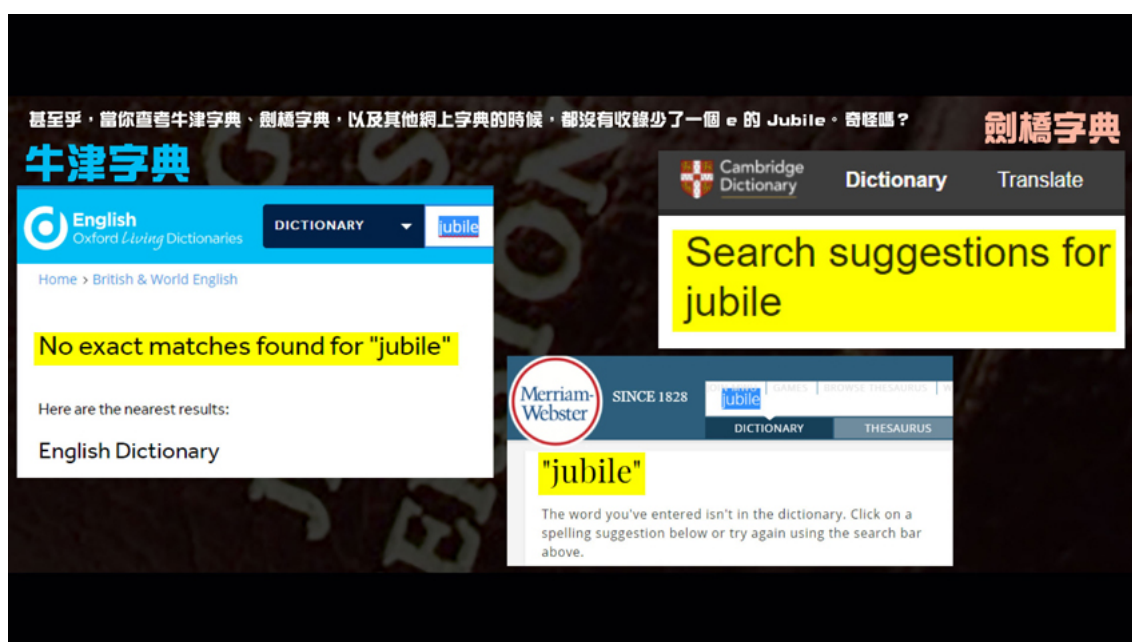 甚至乎，當你查考牛津字典、劍橋字典，以及其他網上字典的時候，都沒有收錄少了一個 e 的 Jubile。奇怪嗎？
牛津字典
劍橋字典
English
Oxford Living Dictionaries
DICTIONARY
jubile
Home > British & World English
No exact matches found for "jubile"
Here are the nearest results:
English Dictionary
Cambridge
Dictionary
Dictionary
Translate
Search suggestions for
jubile
Merriam-
Webster
SINCE 1828
GAMES
BROWSE THESAURUS
jubile
DICTIONARY
THESAURUS
"jubile"
The word you've entered isn't in the dictionary. Click on a
spelling suggestion below or try again using the search bar
above.